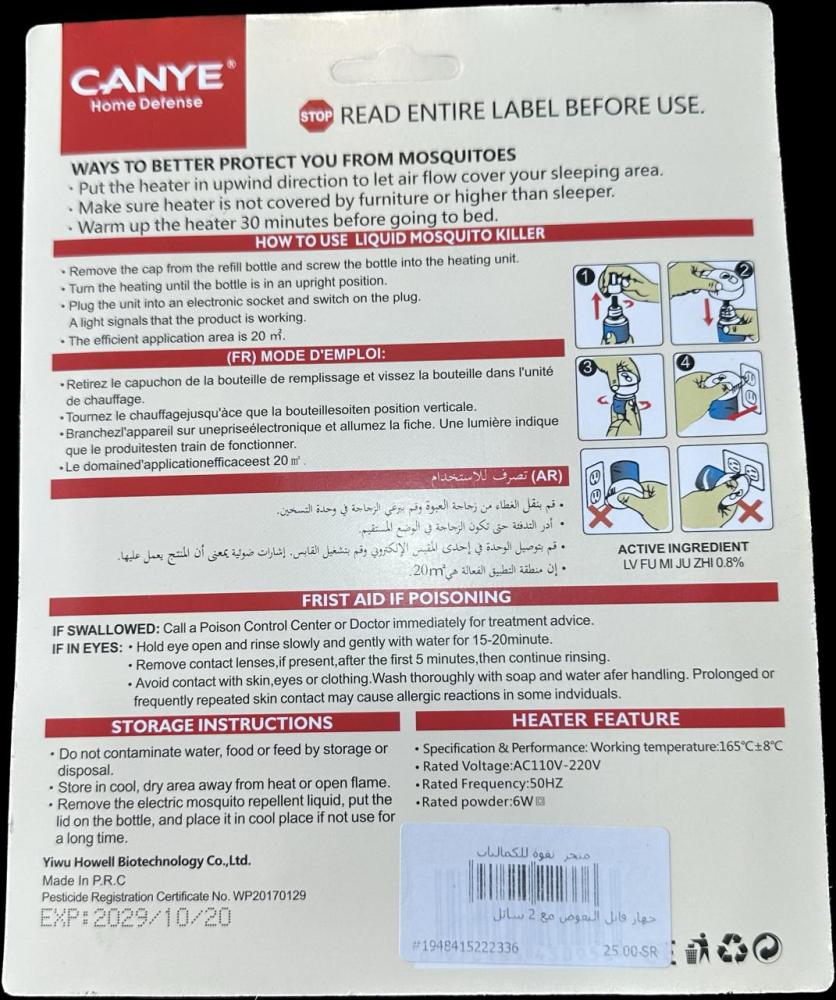 CANYE®
Home Defense
STOP READ ENTIRE LABEL BEFORE USE.
WAYS TO BETTER PROTECT YOU FROM MOSQUITOES
· Put the heater in upwind direction to let air flow cover your sleeping area.
· Make sure heater is not covered by furniture or higher than sleeper.
· Warm up the heater 30 minutes before going to bed.
HOW TO USE LIQUID MOSQUITO KILLER
• Remove the cap from the refill bottle and screw the bottle into the heating unit.
• Turn the heating until the bottle is in an upright position.
• Plug the unit into an electronic socket and switch on the plug.
A light signals that the product is working.
• The efficient application area is 20 ㎡.
1
2
3
4
(FR) MODE D'EMPLOI:
• Retirez le capuchon de la bouteille de remplissage et vissez la bouteille dans l'unité
de chauffage.
• Tournez le chauffagejusqu'àce que la bouteillesoiten position verticale.
• Branchezl'appareil sur unepriseélectronique et allumez la fiche. Une lumière indique
que le produitesten train de fonctionner.
• Le domained'applicationefficaceest 20 ㎡.
(AR) تصرف للاستخدام
• قم بنقل الغطاء من زجاجة العبوة وقم ببرغي الزجاجة في وحدة التسخين.
• أدر التدفئة حتى تكون الزجاجة في الوضع المستقيم.
• قم بتوصيل الوحدة في إحدى المقبس الإلكتروني وقم بتشغيل القابس. إشارات ضوئية بمعنى أن المنتج يعمل عليها.
• إن منطقة التطبيق الفعالة هي 20m².
ACTIVE INGREDIENT
LV FU MI JU ZHI 0.8%
FRIST AID IF POISONING
IF SWALLOWED: Call a Poison Control Center or Doctor immediately for treatment advice.
IF IN EYES: • Hold eye open and rinse slowly and gently with water for 15-20minute.
• Remove contact lenses,if present,after the first 5 minutes,then continue rinsing.
• Avoid contact with skin,eyes or clothing.Wash thoroughly with soap and water afer handling. Prolonged or
frequently repeated skin contact may cause allergic reactions in some indviduals.
STORAGE INSTRUCTIONS
• Do not contaminate water, food or feed by storage or
disposal.
• Store in cool, dry area away from heat or open flame.
• Remove the electric mosquito repellent liquid, put the
lid on the bottle, and place it in cool place if not use for
a long time.
HEATER FEATURE
• Specification & Performance: Working temperature:165℃±8℃
• Rated Voltage:AC110V-220V
• Rated Frequency:50HZ
• Rated powder:6W
Yiwu Howell Biotechnology Co.,Ltd.
Made In P.R.C
Pesticide Registration Certificate No. WP20170129
EXP: 2029/10/20
متجر نقوة للكماليات
جهاز قاتل البعوض مع 2 سائل
#1948415222336
25.00 SR